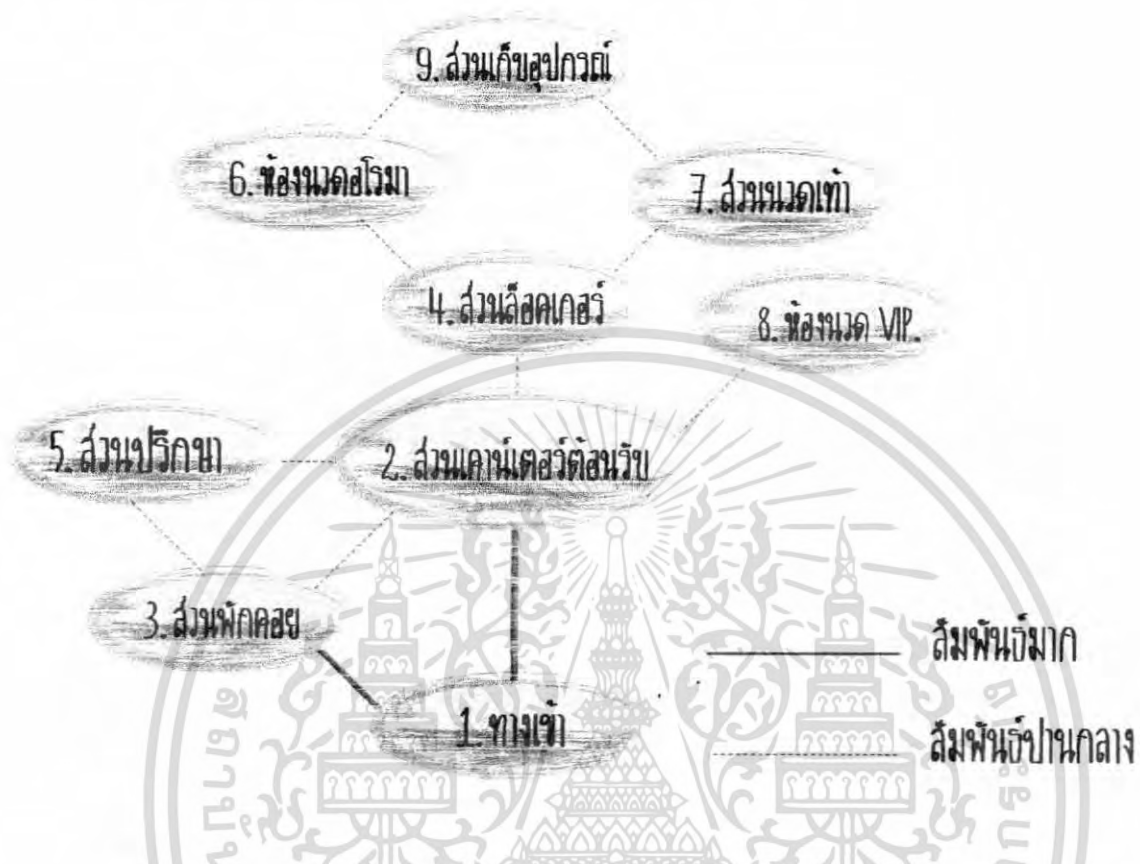 9. ส่วนเก็บอุปกรณ์
6. ห้องนวดอโรมา
7. ส่วนนวดเท้า
4. ส่วนล็อคเกอร์
8. ห้องนวด VIP.
5. ส่วนปรึกษา
2. ส่วนเคาน์เตอร์ต้อนรับ
3. ส่วนพักคอย
1. ทางเข้า
สัมพันธ์มาก
สัมพันธ์ปานกลาง